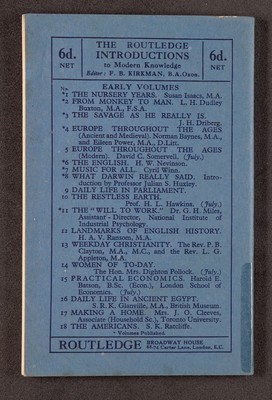 6d.
NET
THE ROUTLEDGE
INTRODUCTIONS
to Modern Knowledge
Editor: F. B. KIRKMAN, B.A.Oxon.
6d.
NET
No.
EARLY VOLUMES
*1 THE NURSERY YEARS. Susan Isaacs, M.A.
*2 FROM MONKEY TO MAN. L. H. Dudley
Buxton, M.A., F.S.A.
*3 THE SAVAGE AS HE REALLY IS.
J. H. Driberg.
*4 EUROPE THROUGHOUT THE AGES
(Ancient and Medieval). Norman Baynes, M.A.,
and Eileen Power, M.A., D.Litt.
5 EUROPE THROUGHOUT THE AGES
(Modern). David C. Somervell. (July.)
*6 THE ENGLISH. H. W. Nevinson.
*7 MUSIC FOR ALL. Cyril Winn.
*8 WHAT DARWIN REALLY SAID. Intro-
duction by Professor Julian S. Huxley.
9 DAILY LIFE IN PARLIAMENT.
10 THE RESTLESS EARTH.
Prof. H. L. Hawkins. (July.)
*11 THE "WILL TO WORK." Dr. G. H. Miles,
Assistant-Director, National Institute of
Industrial Psychology.
12 LANDMARKS OF ENGLISH HISTORY.
H. A. V. Ransom, M.A.
13 WEEKDAY CHRISTIANITY. The Rev. P. B.
Clayton, M.A., M.C., and the Rev. L. G.
Appleton, M.A.
14 WOMEN OF TO-DAY.
The Hon. Mrs. Dighton Pollock. (July.)
15 PRACTICAL ECONOMICS. Harold E.
Batson, B.Sc. (Econ.), London School of
Economics. (July.)
16 DAILY LIFE IN ANCIENT EGYPT.
S. R. K. Glanville, M.A., British Museum.
17 MAKING A HOME. Mrs. J. O. Cleeves,
Associate (Household Sc.), Toronto University.
18 THE AMERICANS. S. K. Ratcliffe.
* Volumes Published.
ROUTLEDGE
BROADWAY HOUSE
68-74 Carter Lane, London, E.C.